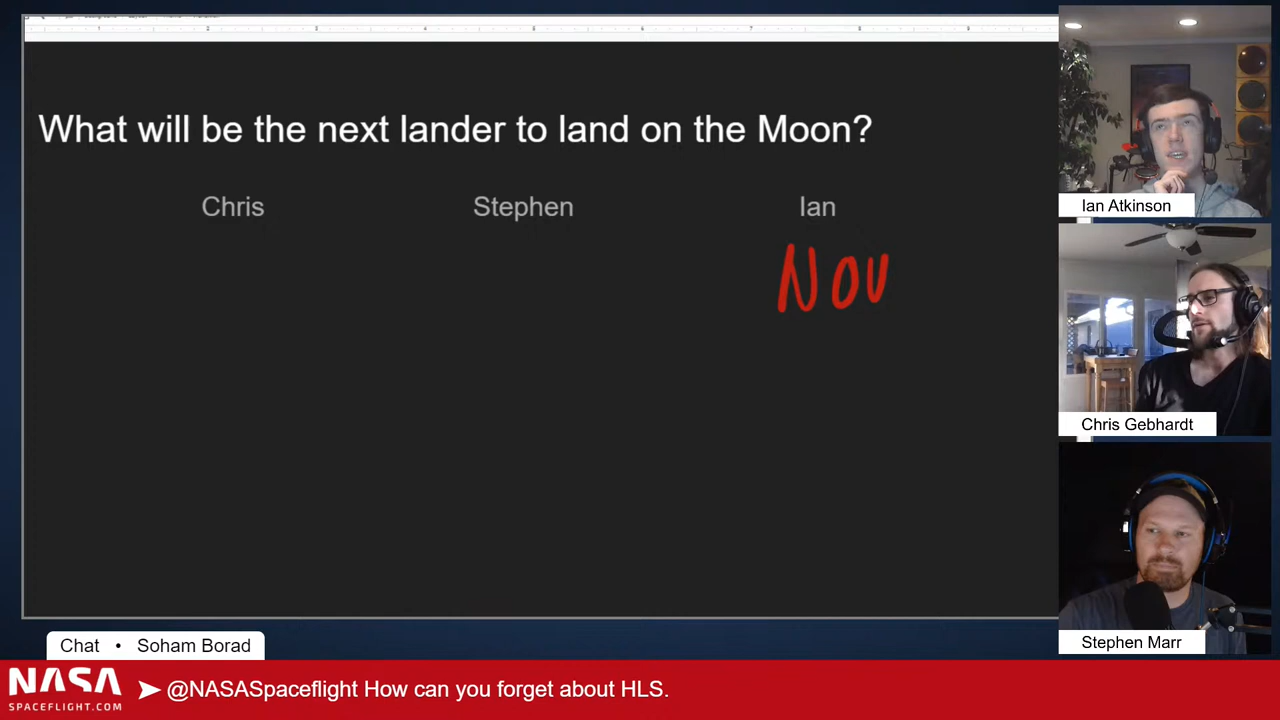 What will be the next lander to land on the Moon?
Chris Stephen Ian
Nov
Ian Atkinson
Chris Gebhardt
Stephen Marr
Chat • Soham Borad
NASA
SPACEFLIGHT.COM
@NASASpaceflight How can you forget about HLS.